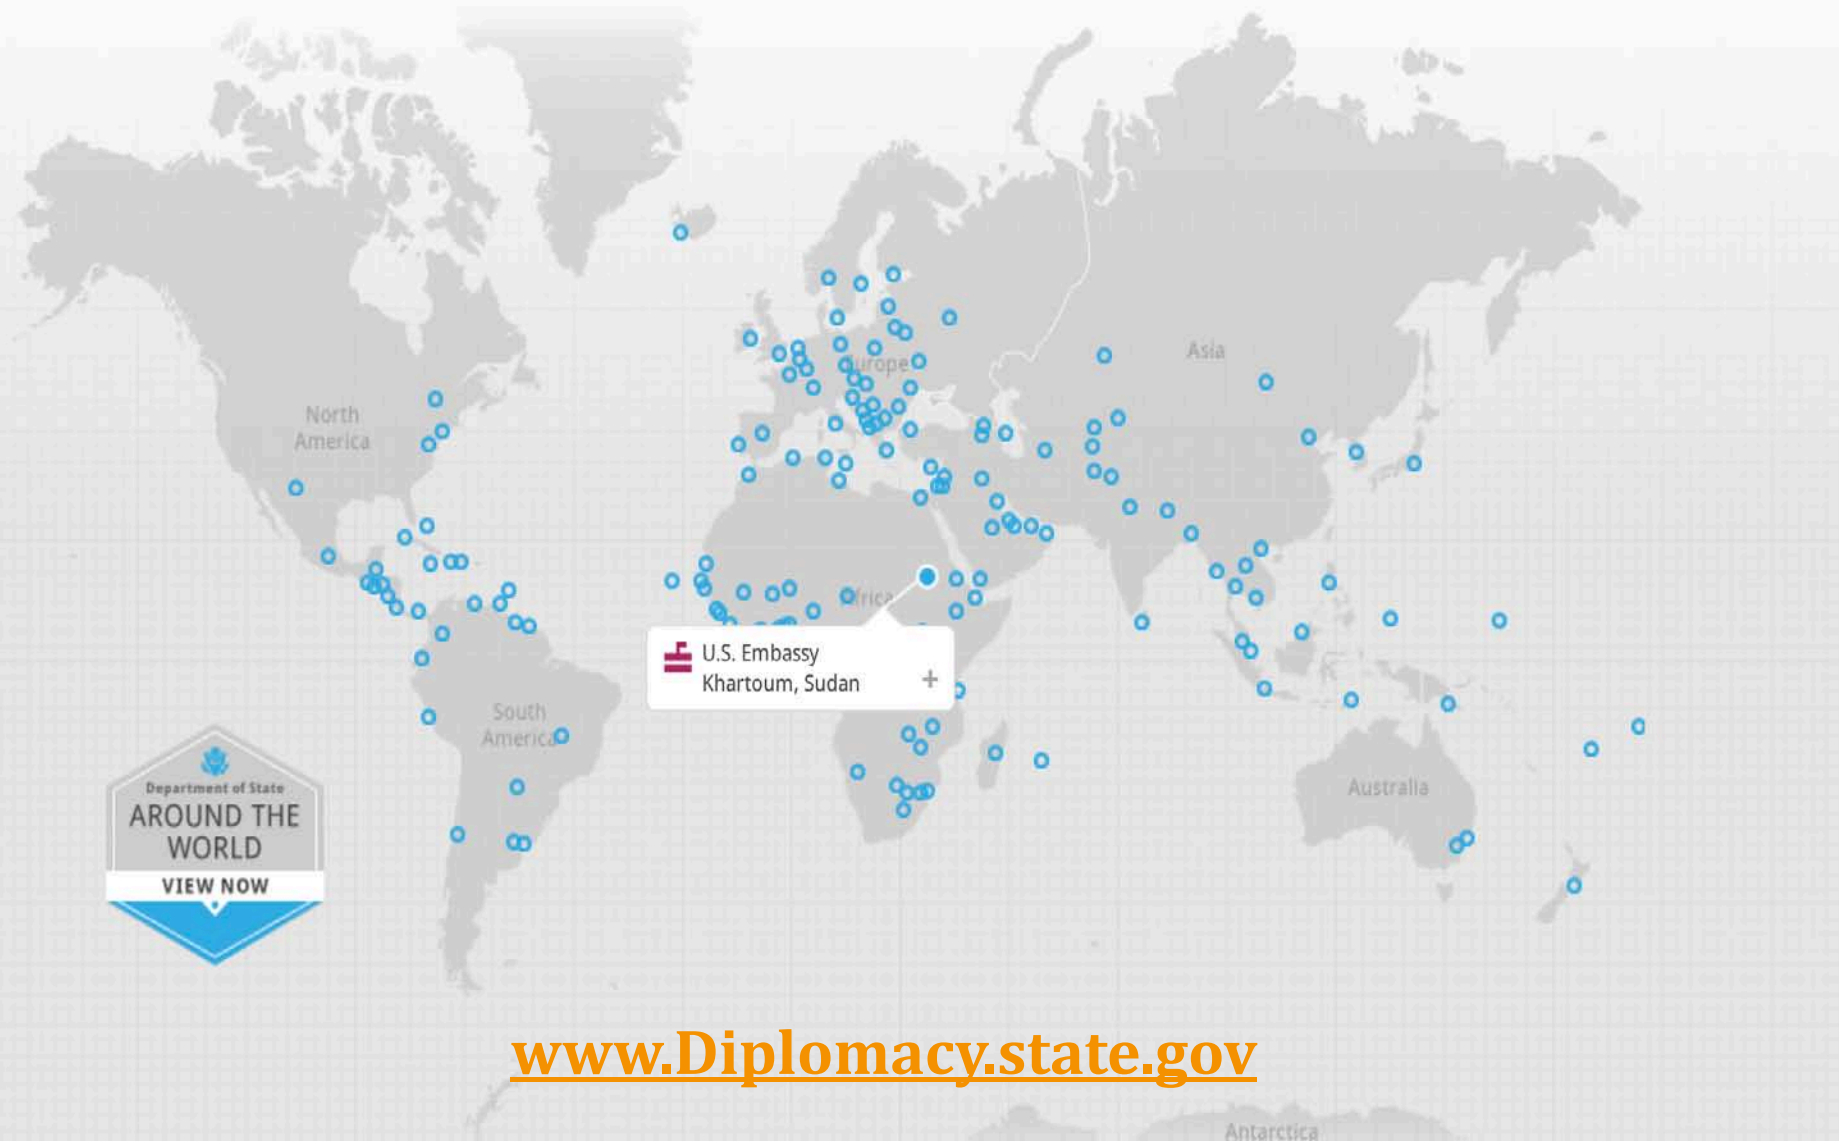 Europe
Asia
North
America
Africa
U.S. Embassy
Khartoum, Sudan
+
South
America
Department of State
AROUND THE
WORLD
VIEW NOW
Australia
www.Diplomacy.state.gov
Antarctica